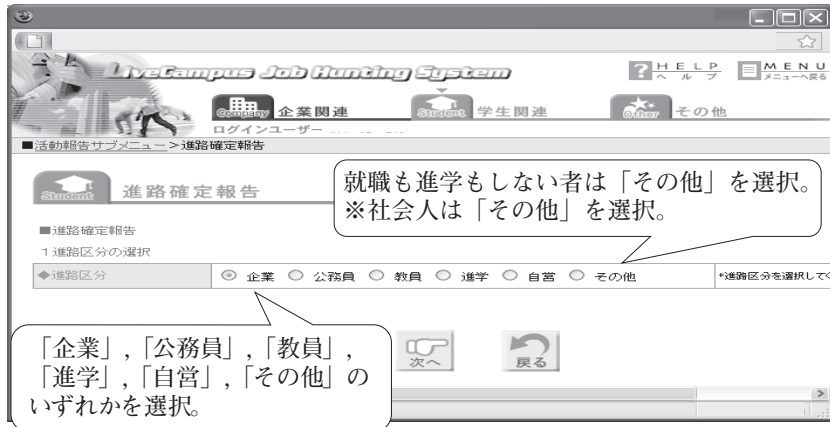 LiveCampus Job Hunting System
HELP
ヘルプ
MENU
メニューへ戻る
Company 企業関連
Student 学生関連
Other その他
ログインユーザー
■活動報告サブメニュー＞進路確定報告
Student 進路確定報告
就職も進学もしない者は「その他」を選択。
※社会人は「その他」を選択。
■進路確定報告
1 進路区分の選択
◆進路区分
企業 公務員 教員 進学 自営 その他
*進路区分を選択してく
「企業」,「公務員」,「教員」,
「進学」,「自営」,「その他」の
いずれかを選択。
次へ
戻る